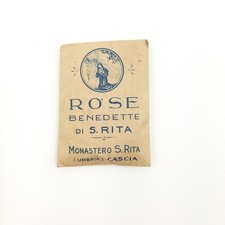 ROSE
BENEDETTE
DI S. RITA
MONASTERO S. RITA
(UMBRIA) CASCIA